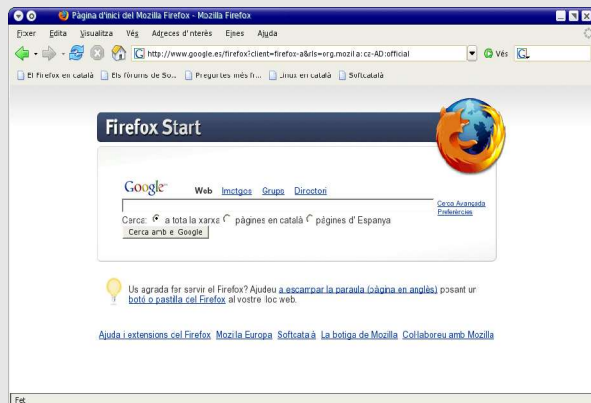 Pàgina d'inici del Mozilla Firefox - Mozilla Firefox
Fitxer Edita Visualitza Vés Adreces d'interès Eines Ajuda
http://www.google.es/firefox?client=firefox-a&rls=org.mozilla:ca-AD:official Vés
El Firefox en català Els fòrums de So... Preguntes més fr... Linux en català Softcatalà
Firefox Start
Google Web Imatges Grups Directori
Cerca Avançada
Preferències
Cerca: a tota la xarxa pàgines en català pàgines d'Espanya
Cerca amb el Google
Us agrada fer servir el Firefox? Ajudeu a escampar la paraula (pàgina en anglès) posant un
botó o pastilla del Firefox al vostre lloc web.
Ajuda i extensions del Firefox Mozilla Europa Softcatalà La botiga de Mozilla Col·laboreu amb Mozilla
Fet